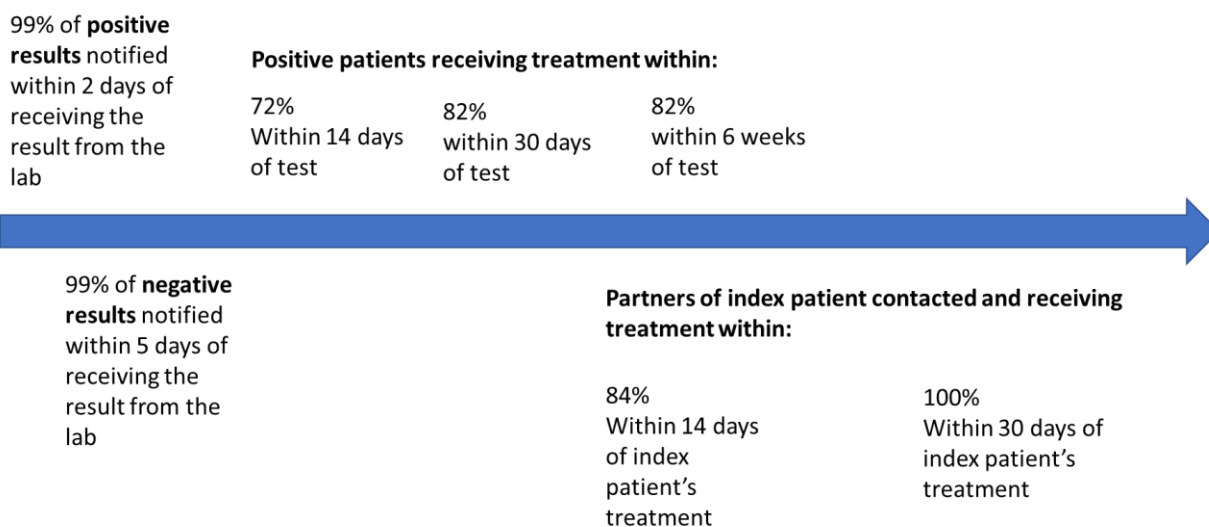 99% of positive
results notified
within 2 days of
receiving the
result from the
lab
Positive patients receiving treatment within:
72%
Within 14 days
of test
82%
within 30 days
of test
82%
within 6 weeks
of test
99% of negative
results notified
within 5 days of
receiving the
result from the
lab
Partners of index patient contacted and receiving
treatment within:
84%
Within 14 days
of index
patient's
treatment
100%
Within 30 days of
index patient's
treatment